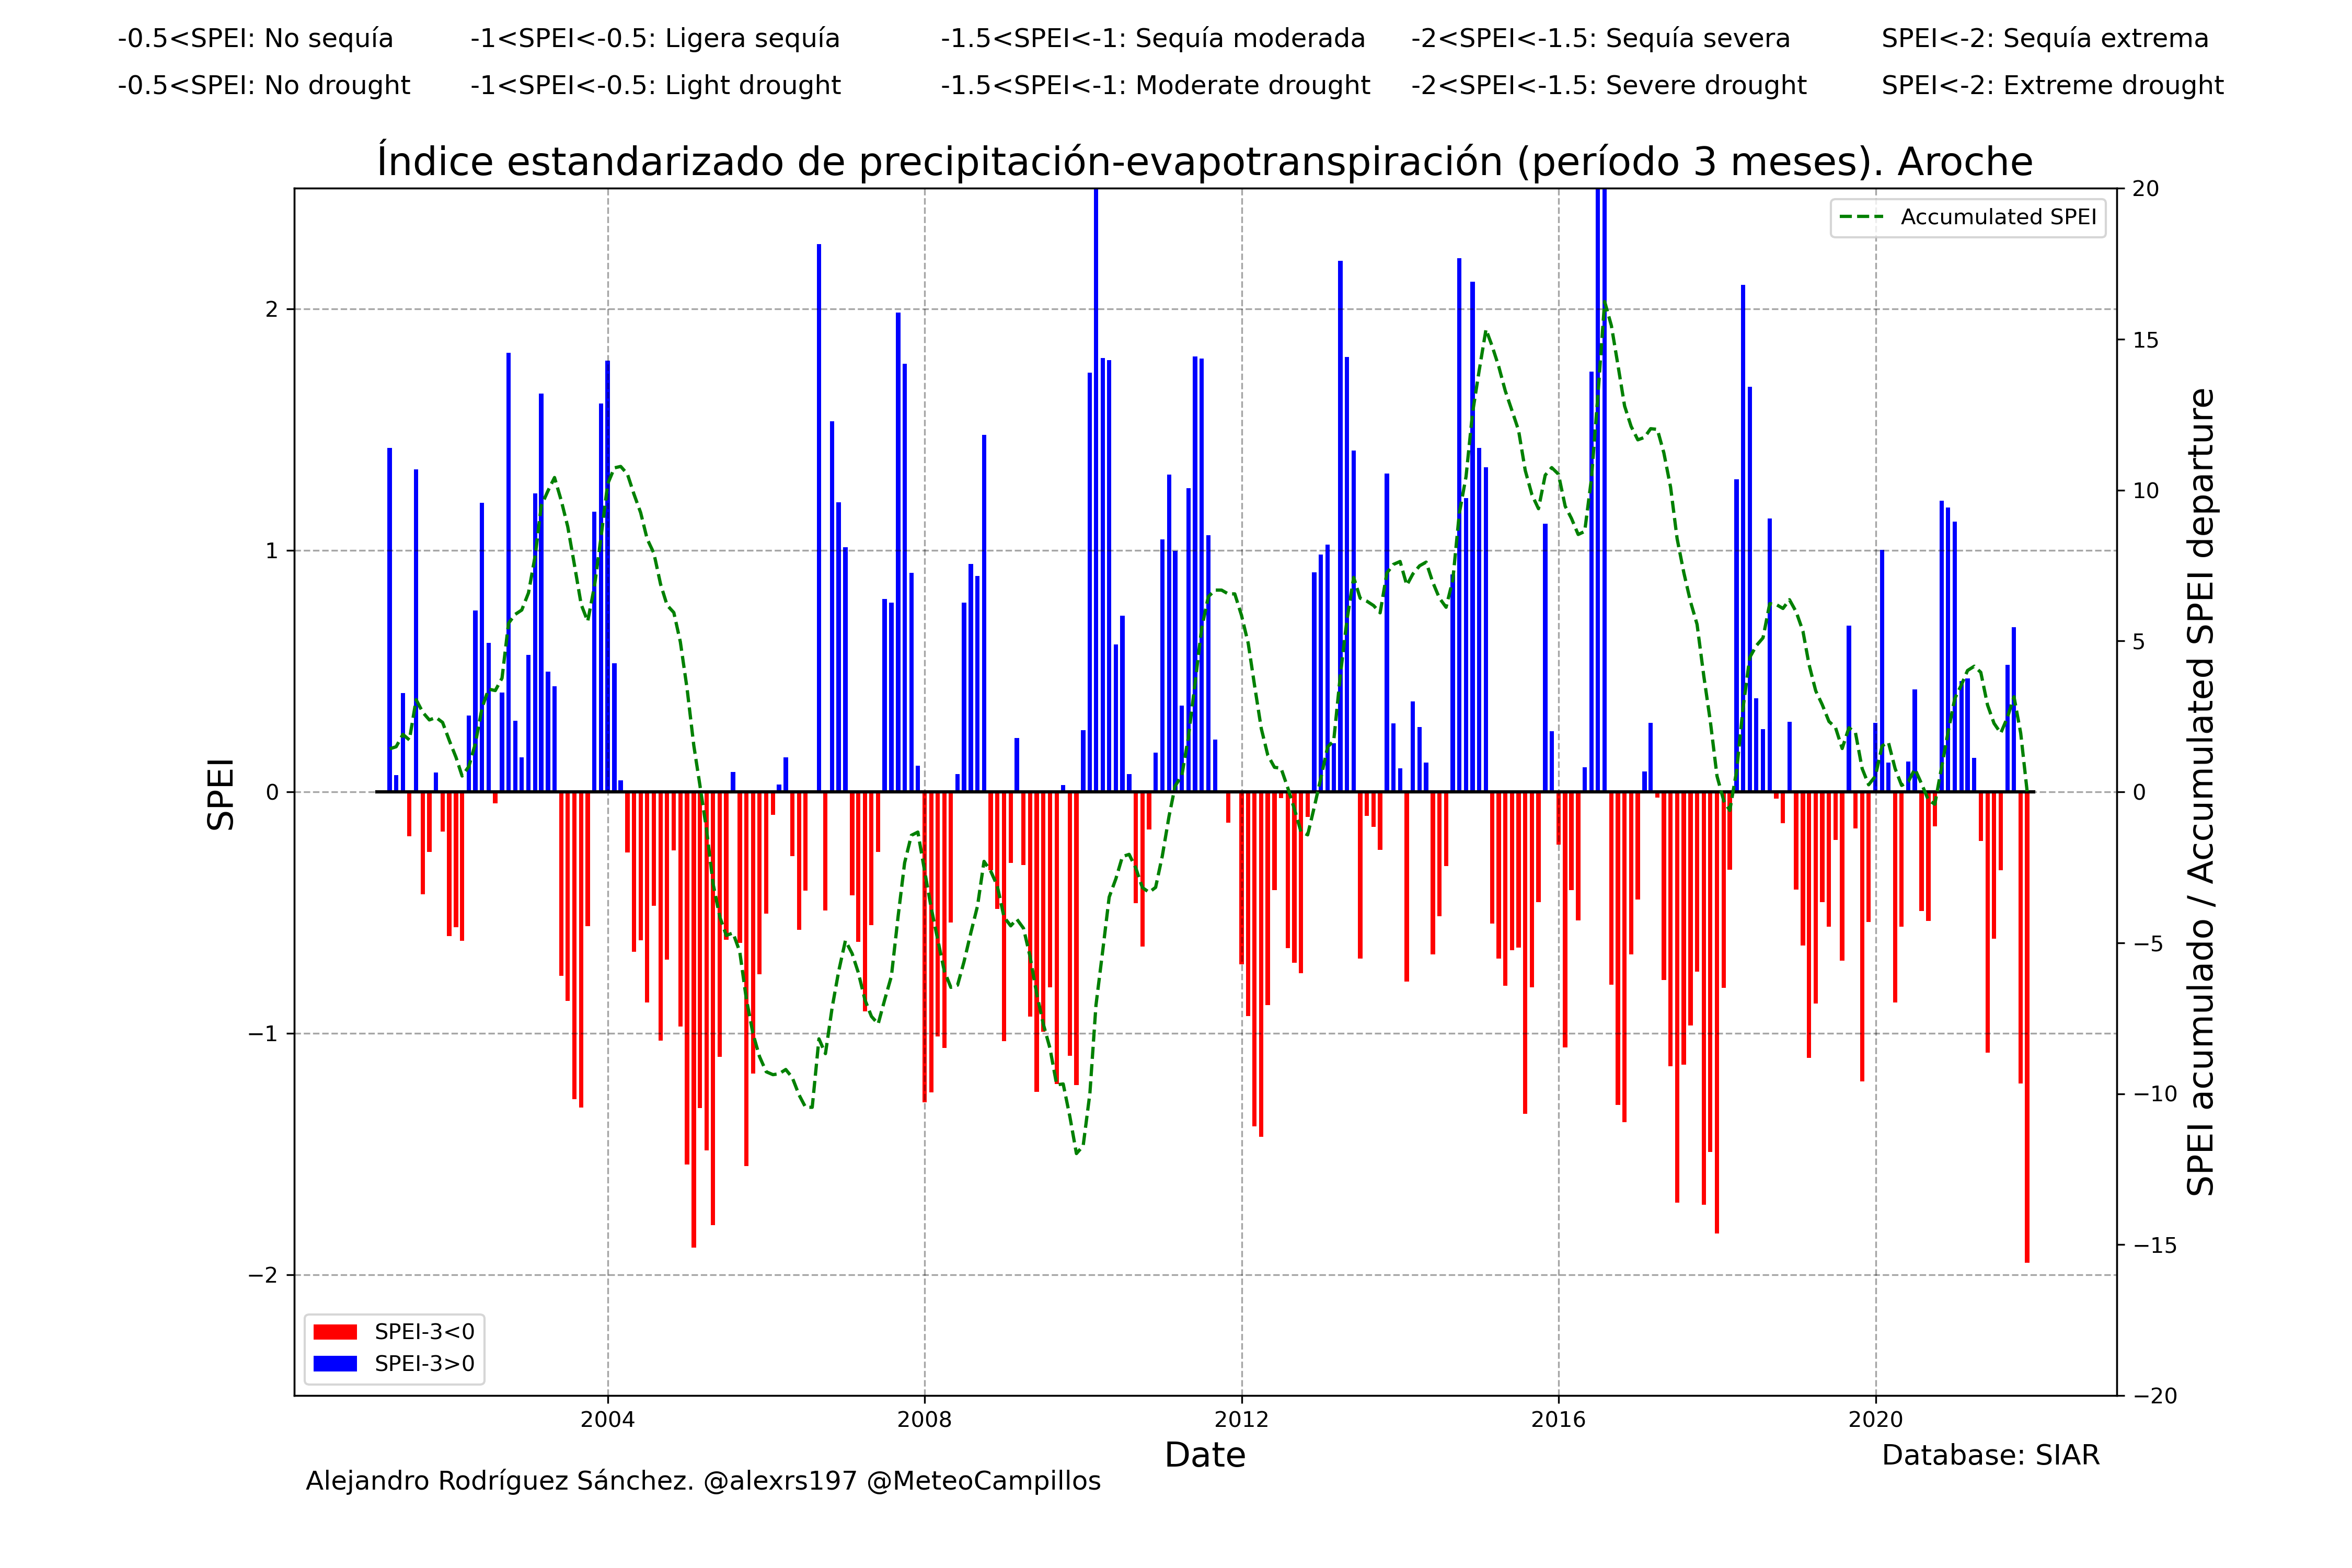 -0.5<SPEI: No sequía -1<SPEI<-0.5: Ligera sequía -1.5<SPEI<-1: Sequía moderada -2<SPEI<-1.5: Sequía severa SPEI<-2: Sequía extrema
-0.5<SPEI: No drought -1<SPEI<-0.5: Light drought -1.5<SPEI<-1: Moderate drought -2<SPEI<-1.5: Severe drought SPEI<-2: Extreme drought
Índice estandarizado de precipitación-evapotranspiración (período 3 meses). Aroche
Accumulated SPEI
SPEI
2
1
0
−1
−2
20
15
10
5
0
−5
−10
−15
−20
SPEI acumulado / Accumulated SPEI departure
SPEI-3<0
SPEI-3>0
2004 2008 2012 2016 2020
Date
Database: SIAR
Alejandro Rodríguez Sánchez. @alexrs197 @MeteoCampillos